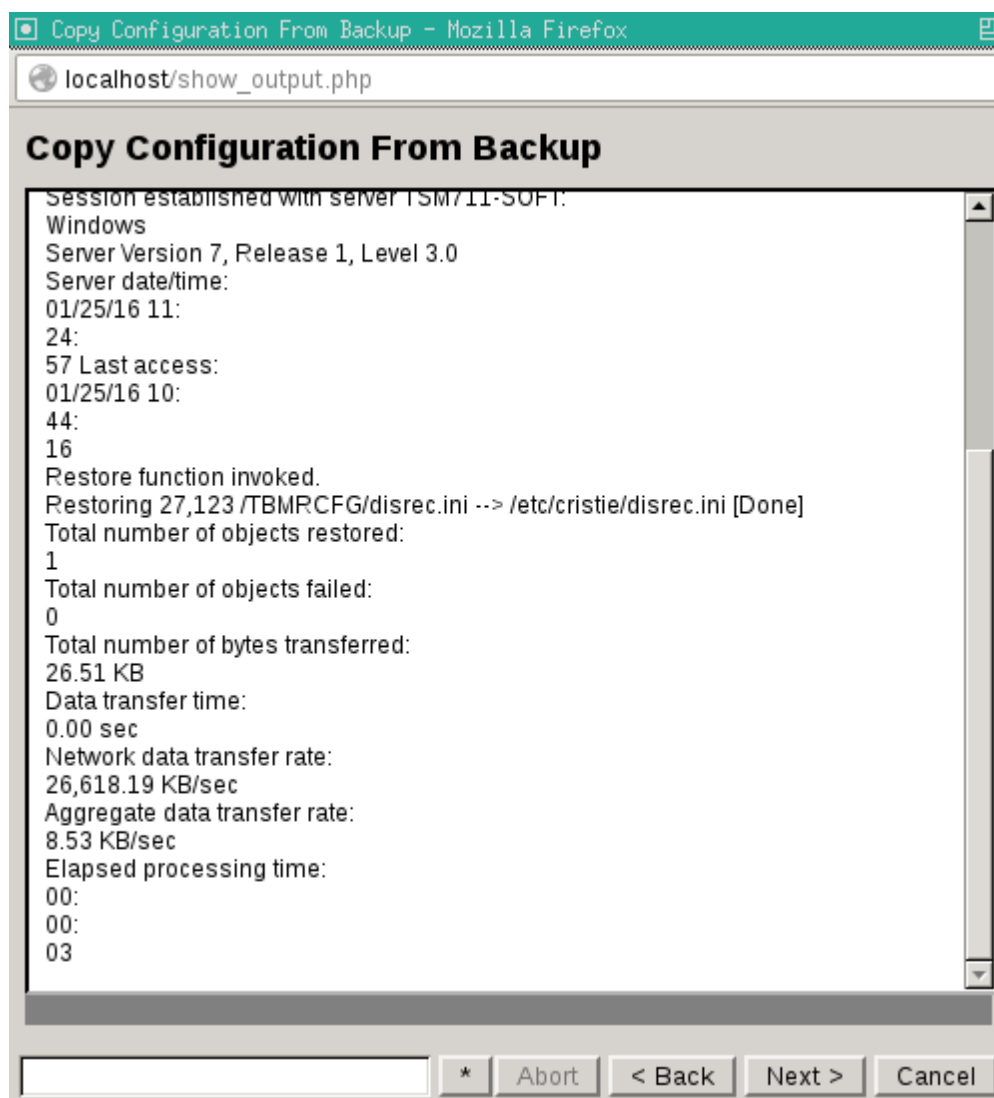 Copy Configuration From Backup - Mozilla Firefox
localhost/show_output.php
Copy Configuration From Backup
Session established with server TSM711-SOFT:
Windows
Server Version 7, Release 1, Level 3.0
Server date/time:
01/25/16 11:
24:
57 Last access:
01/25/16 10:
44:
16
Restore function invoked.
Restoring 27,123 /TBMRCFG/disrec.ini --> /etc/cristie/disrec.ini [Done]
Total number of objects restored:
1
Total number of objects failed:
0
Total number of bytes transferred:
26.51 KB
Data transfer time:
0.00 sec
Network data transfer rate:
26,618.19 KB/sec
Aggregate data transfer rate:
8.53 KB/sec
Elapsed processing time:
00:
00:
03
* Abort < Back Next > Cancel